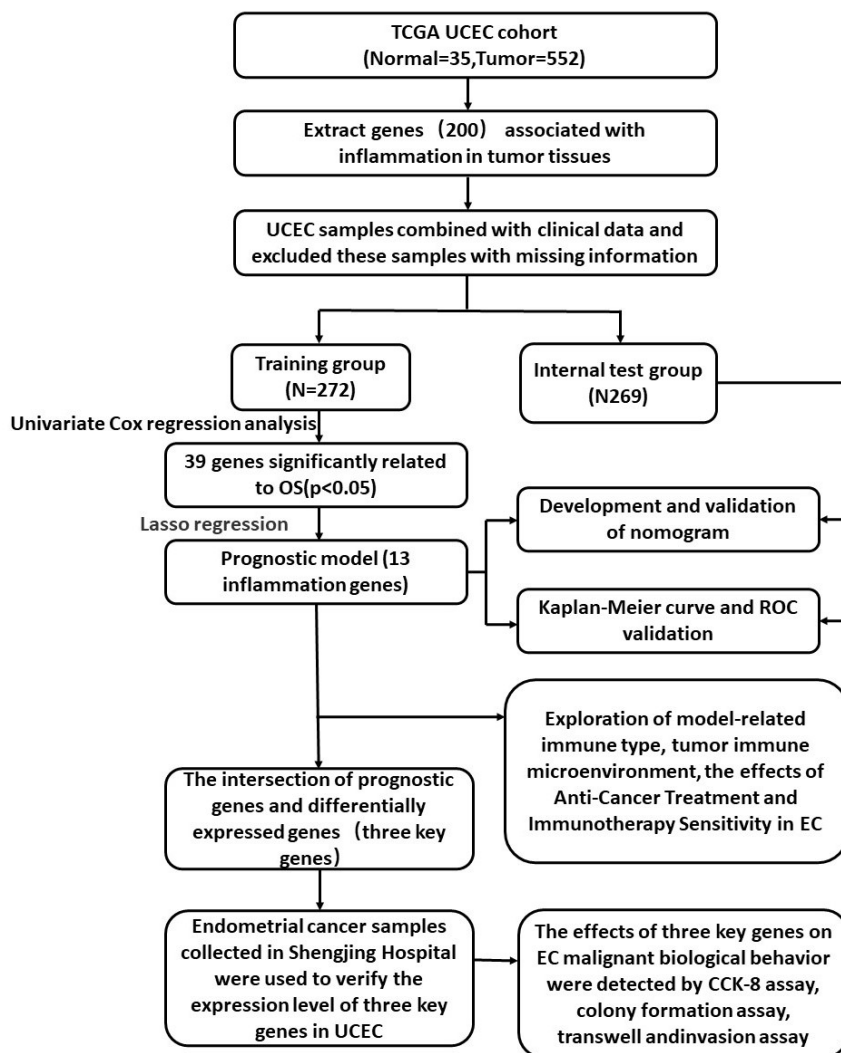 TCGA UCEC cohort
(Normal=35,Tumor=552)
Extract genes（200） associated with
inflammation in tumor tissues
UCEC samples combined with clinical data and
excluded these samples with missing information
Training group
(N=272)
Internal test group
(N269)
Univariate Cox regression analysis
39 genes significantly related
to OS(p<0.05)
Lasso regression
Prognostic model (13
inflammation genes)
Development and validation
of nomogram
Kaplan-Meier curve and ROC
validation
Exploration of model-related
immune type, tumor immune
microenvironment, the effects of
Anti-Cancer Treatment and
Immunotherapy Sensitivity in EC
The intersection of prognostic
genes and differentially
expressed genes（three key
genes）
Endometrial cancer samples
collected in Shengjing Hospital
were used to verify the
expression level of three key
genes in UCEC
The effects of three key genes on
EC malignant biological behavior
were detected by CCK-8 assay,
colony formation assay,
transwell andinvasion assay